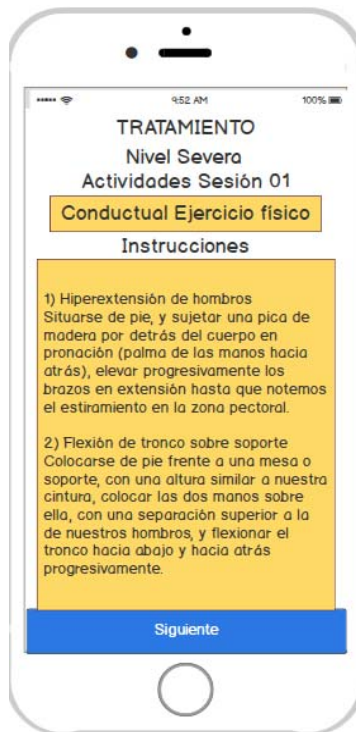 9:52 AM
100%
TRATAMIENTO
Nivel Severa
Actividades Sesión 01
Conductual Ejercicio físico
Instrucciones
1) Hiperextensión de hombros
Situarse de pie, y sujetar una pica de
madera por detrás del cuerpo en
pronación (palma de las manos hacia
atrás), elevar progresivamente los
brazos en extensión hasta que notemos
el estiramiento en la zona pectoral.
2) Flexión de tronco sobre soporte
Colocarse de pie frente a una mesa o
soporte, con una altura similar a nuestra
cintura, colocar las dos manos sobre
ella, con una separación superior a la
de nuestros hombros, y flexionar el
tronco hacia abajo y hacia atrás
progresivamente.
Siguiente